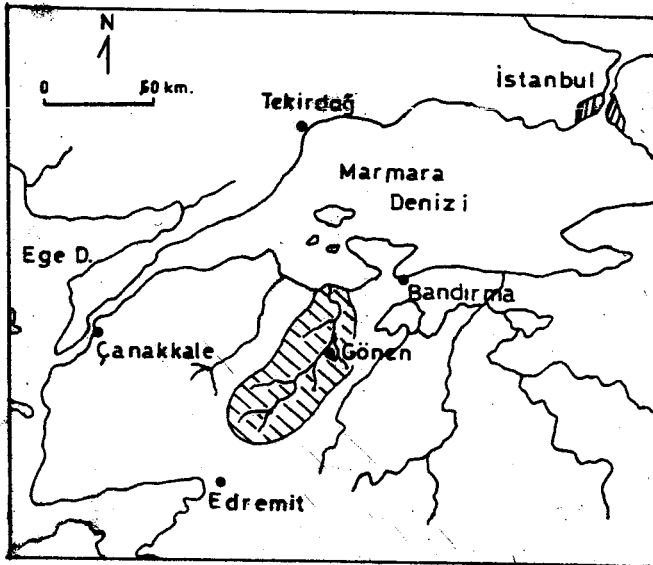 N
0 50 km.
İstanbul
Tekirdağ
Marmara
Denizi
Ege D.
Bandırma
Çanakkale
Gönen
Edremit